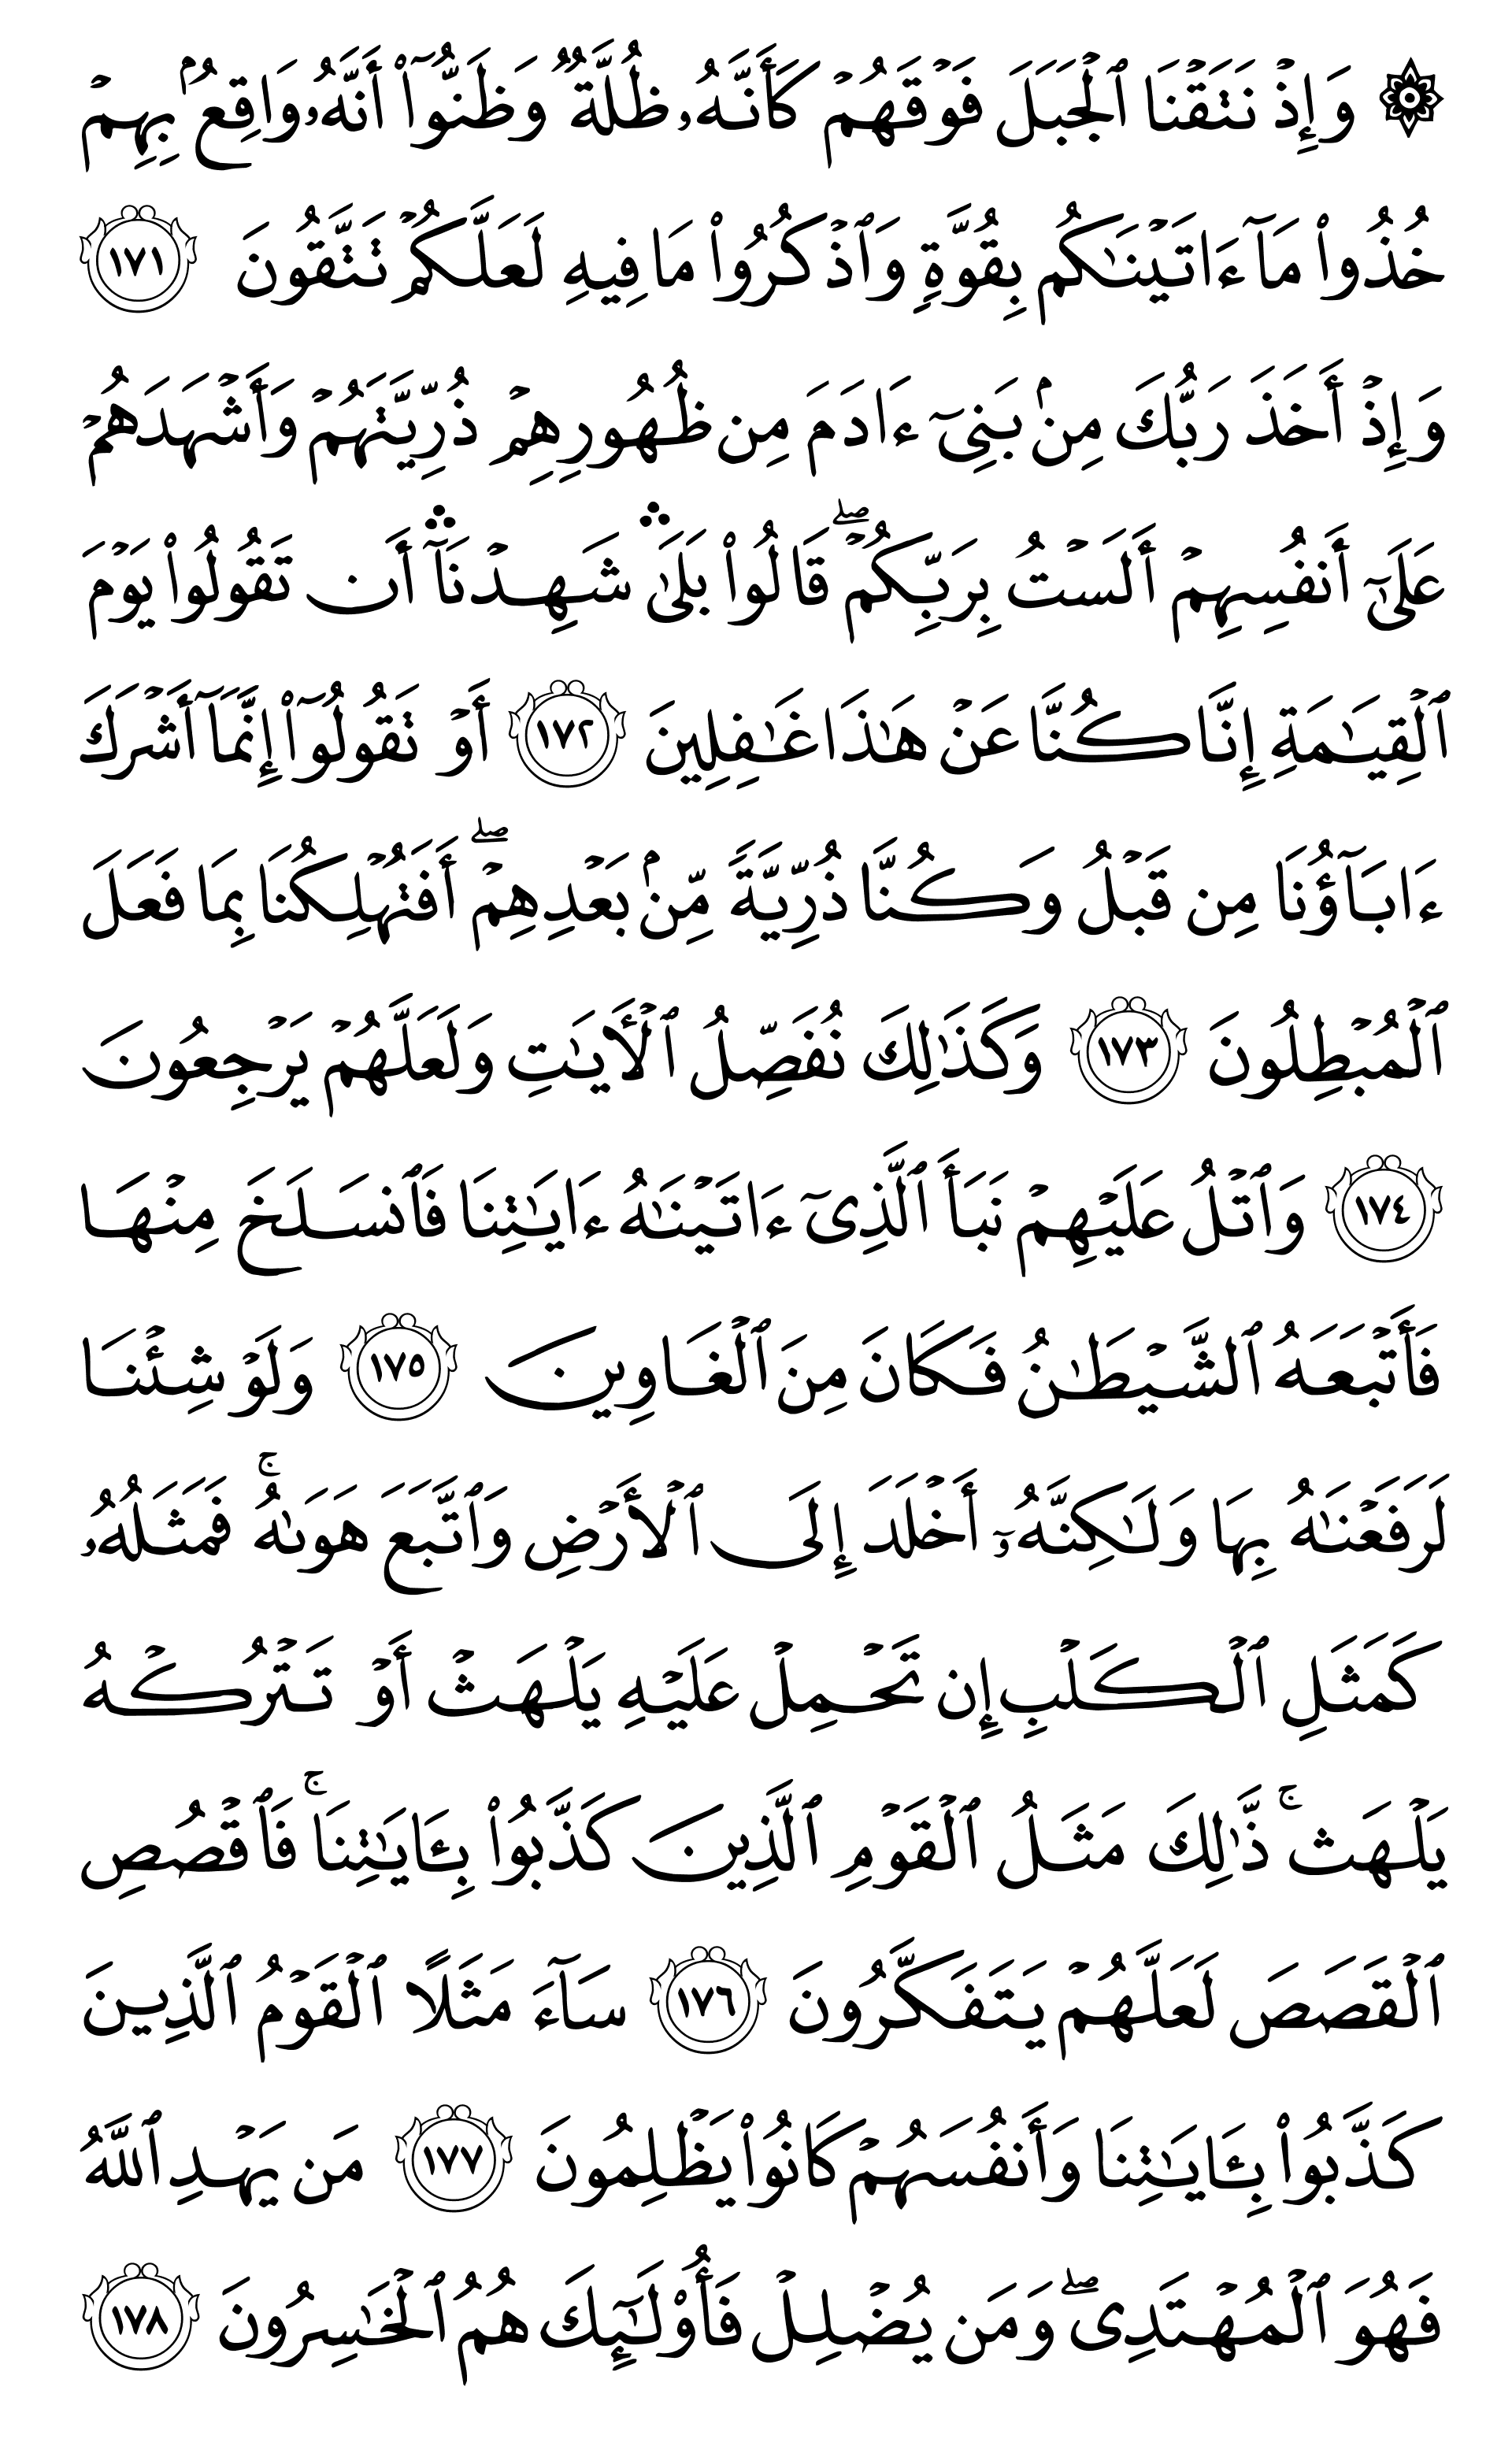 ۞ وَإِذْ نَتَقْنَا ٱلْجَبَلَ فَوْقَهُمْ كَأَنَّهُۥ ظُلَّةٌ وَظَنُّوٓا۟ أَنَّهُۥ وَاقِعٌۢ بِهِمْ
خُذُوا۟ مَآ ءَاتَيْنَـٰكُم بِقُوَّةٍ وَٱذْكُرُوا۟ مَا فِيهِ لَعَلَّكُمْ تَتَّقُونَ ١٧١
وَإِذْ أَخَذَ رَبُّكَ مِنۢ بَنِىٓ ءَادَمَ مِن ظُهُورِهِمْ ذُرِّيَّتَهُمْ وَأَشْهَدَهُمْ
عَلَىٰٓ أَنفُسِهِمْ أَلَسْتُ بِرَبِّكُمْ ۖ قَالُوا۟ بَلَىٰ ۛ شَهِدْنَآ ۛ أَن تَقُولُوا۟ يَوْمَ
ٱلْقِيَـٰمَةِ إِنَّا كُنَّا عَنْ هَـٰذَا غَـٰفِلِينَ ١٧٢ أَوْ تَقُولُوٓا۟ إِنَّمَآ أَشْرَكَ
ءَابَآؤُنَا مِن قَبْلُ وَكُنَّا ذُرِّيَّةً مِّنۢ بَعْدِهِمْ ۖ أَفَتُهْلِكُنَا بِمَا فَعَلَ
ٱلْمُبْطِلُونَ ١٧٣ وَكَذَٰلِكَ نُفَصِّلُ ٱلْـَٔايَـٰتِ وَلَعَلَّهُمْ يَرْجِعُونَ
١٧٤ وَٱتْلُ عَلَيْهِمْ نَبَأَ ٱلَّذِىٓ ءَاتَيْنَـٰهُ ءَايَـٰتِنَا فَٱنسَلَخَ مِنْهَا
فَأَتْبَعَهُ ٱلشَّيْطَـٰنُ فَكَانَ مِنَ ٱلْغَاوِينَ ١٧٥ وَلَوْ شِئْنَا
لَرَفَعْنَـٰهُ بِهَا وَلَـٰكِنَّهُۥٓ أَخْلَدَ إِلَى ٱلْأَرْضِ وَٱتَّبَعَ هَوَىٰهُ ۚ فَمَثَلُهُۥ
كَمَثَلِ ٱلْكَلْبِ إِن تَحْمِلْ عَلَيْهِ يَلْهَثْ أَوْ تَتْرُكْهُ
يَلْهَث ۚ ذَّٰلِكَ مَثَلُ ٱلْقَوْمِ ٱلَّذِينَ كَذَّبُوا۟ بِـَٔايَـٰتِنَا ۚ فَٱقْصُصِ
ٱلْقَصَصَ لَعَلَّهُمْ يَتَفَكَّرُونَ ١٧٦ سَآءَ مَثَلًا ٱلْقَوْمُ ٱلَّذِينَ
كَذَّبُوا۟ بِـَٔايَـٰتِنَا وَأَنفُسَهُمْ كَانُوا۟ يَظْلِمُونَ ١٧٧ مَن يَهْدِ ٱللَّهُ
فَهُوَ ٱلْمُهْتَدِى ۖ وَمَن يُضْلِلْ فَأُو۟لَـٰٓئِكَ هُمُ ٱلْخَـٰسِرُونَ ١٧٨